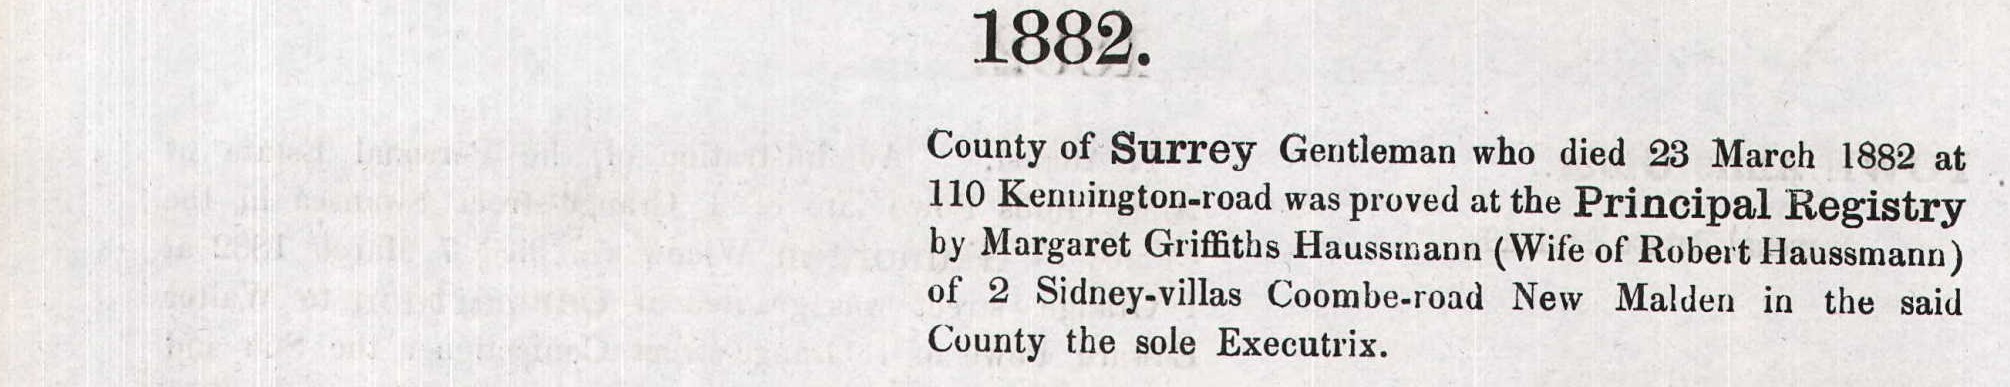 1882.
County of Surrey Gentleman who died 23 March 1882 at
110 Kennington-road was proved at the Principal Registry
by Margaret Griffiths Haussmann (Wife of Robert Haussmann)
of 2 Sidney-villas Coombe-road New Malden in the said
County the sole Executrix.